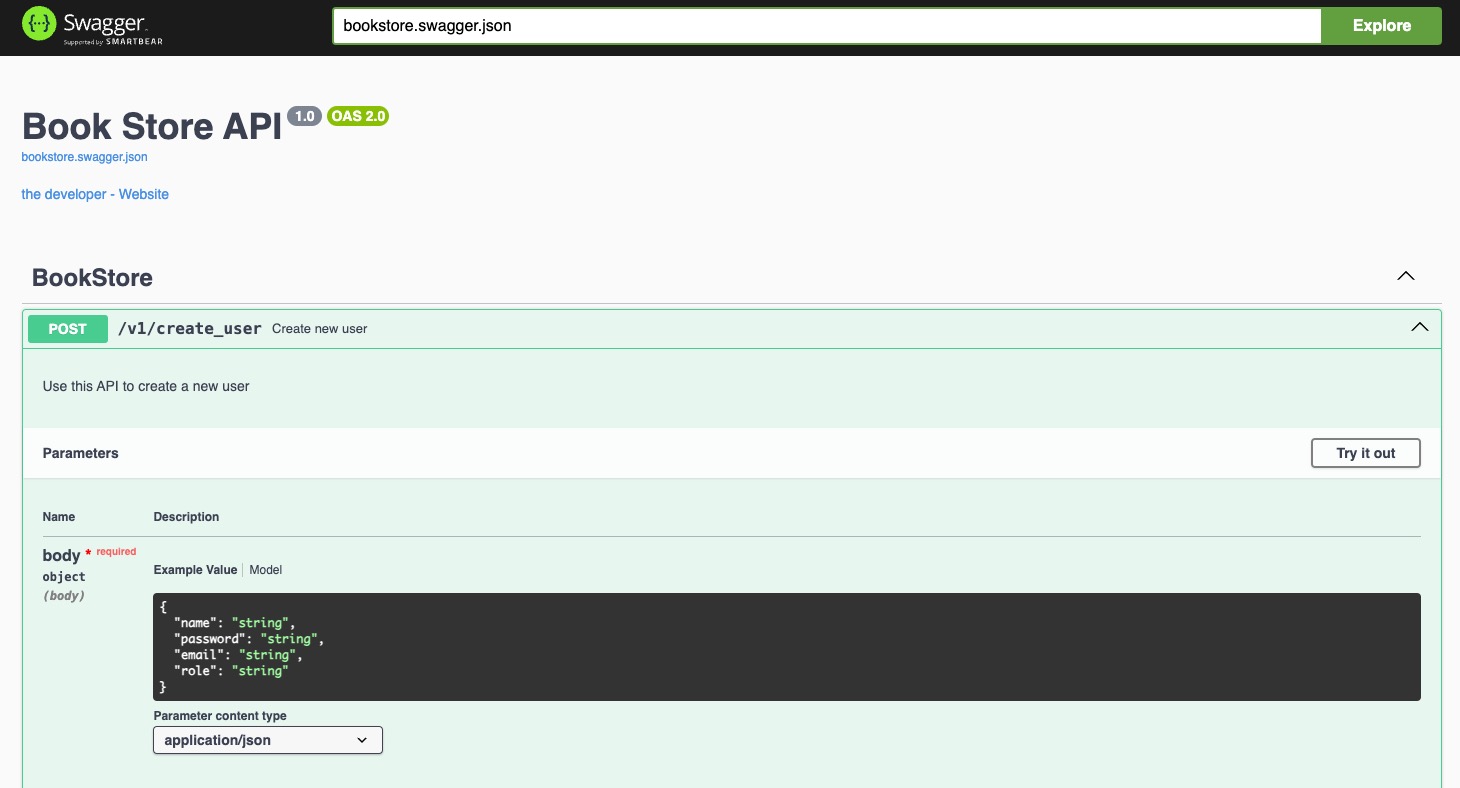 Swagger
Supported by SMARTBEAR
bookstore.swagger.json
Explore
Book Store API 1.0 OAS 2.0
bookstore.swagger.json
the developer - Website
BookStore
POST /v1/create_user Create new user
Use this API to create a new user
Parameters
Try it out
Name Description
body * required
object
(body)
Example Value Model
{
"name": "string",
"password": "string",
"email": "string",
"role": "string"
}
Parameter content type
application/json